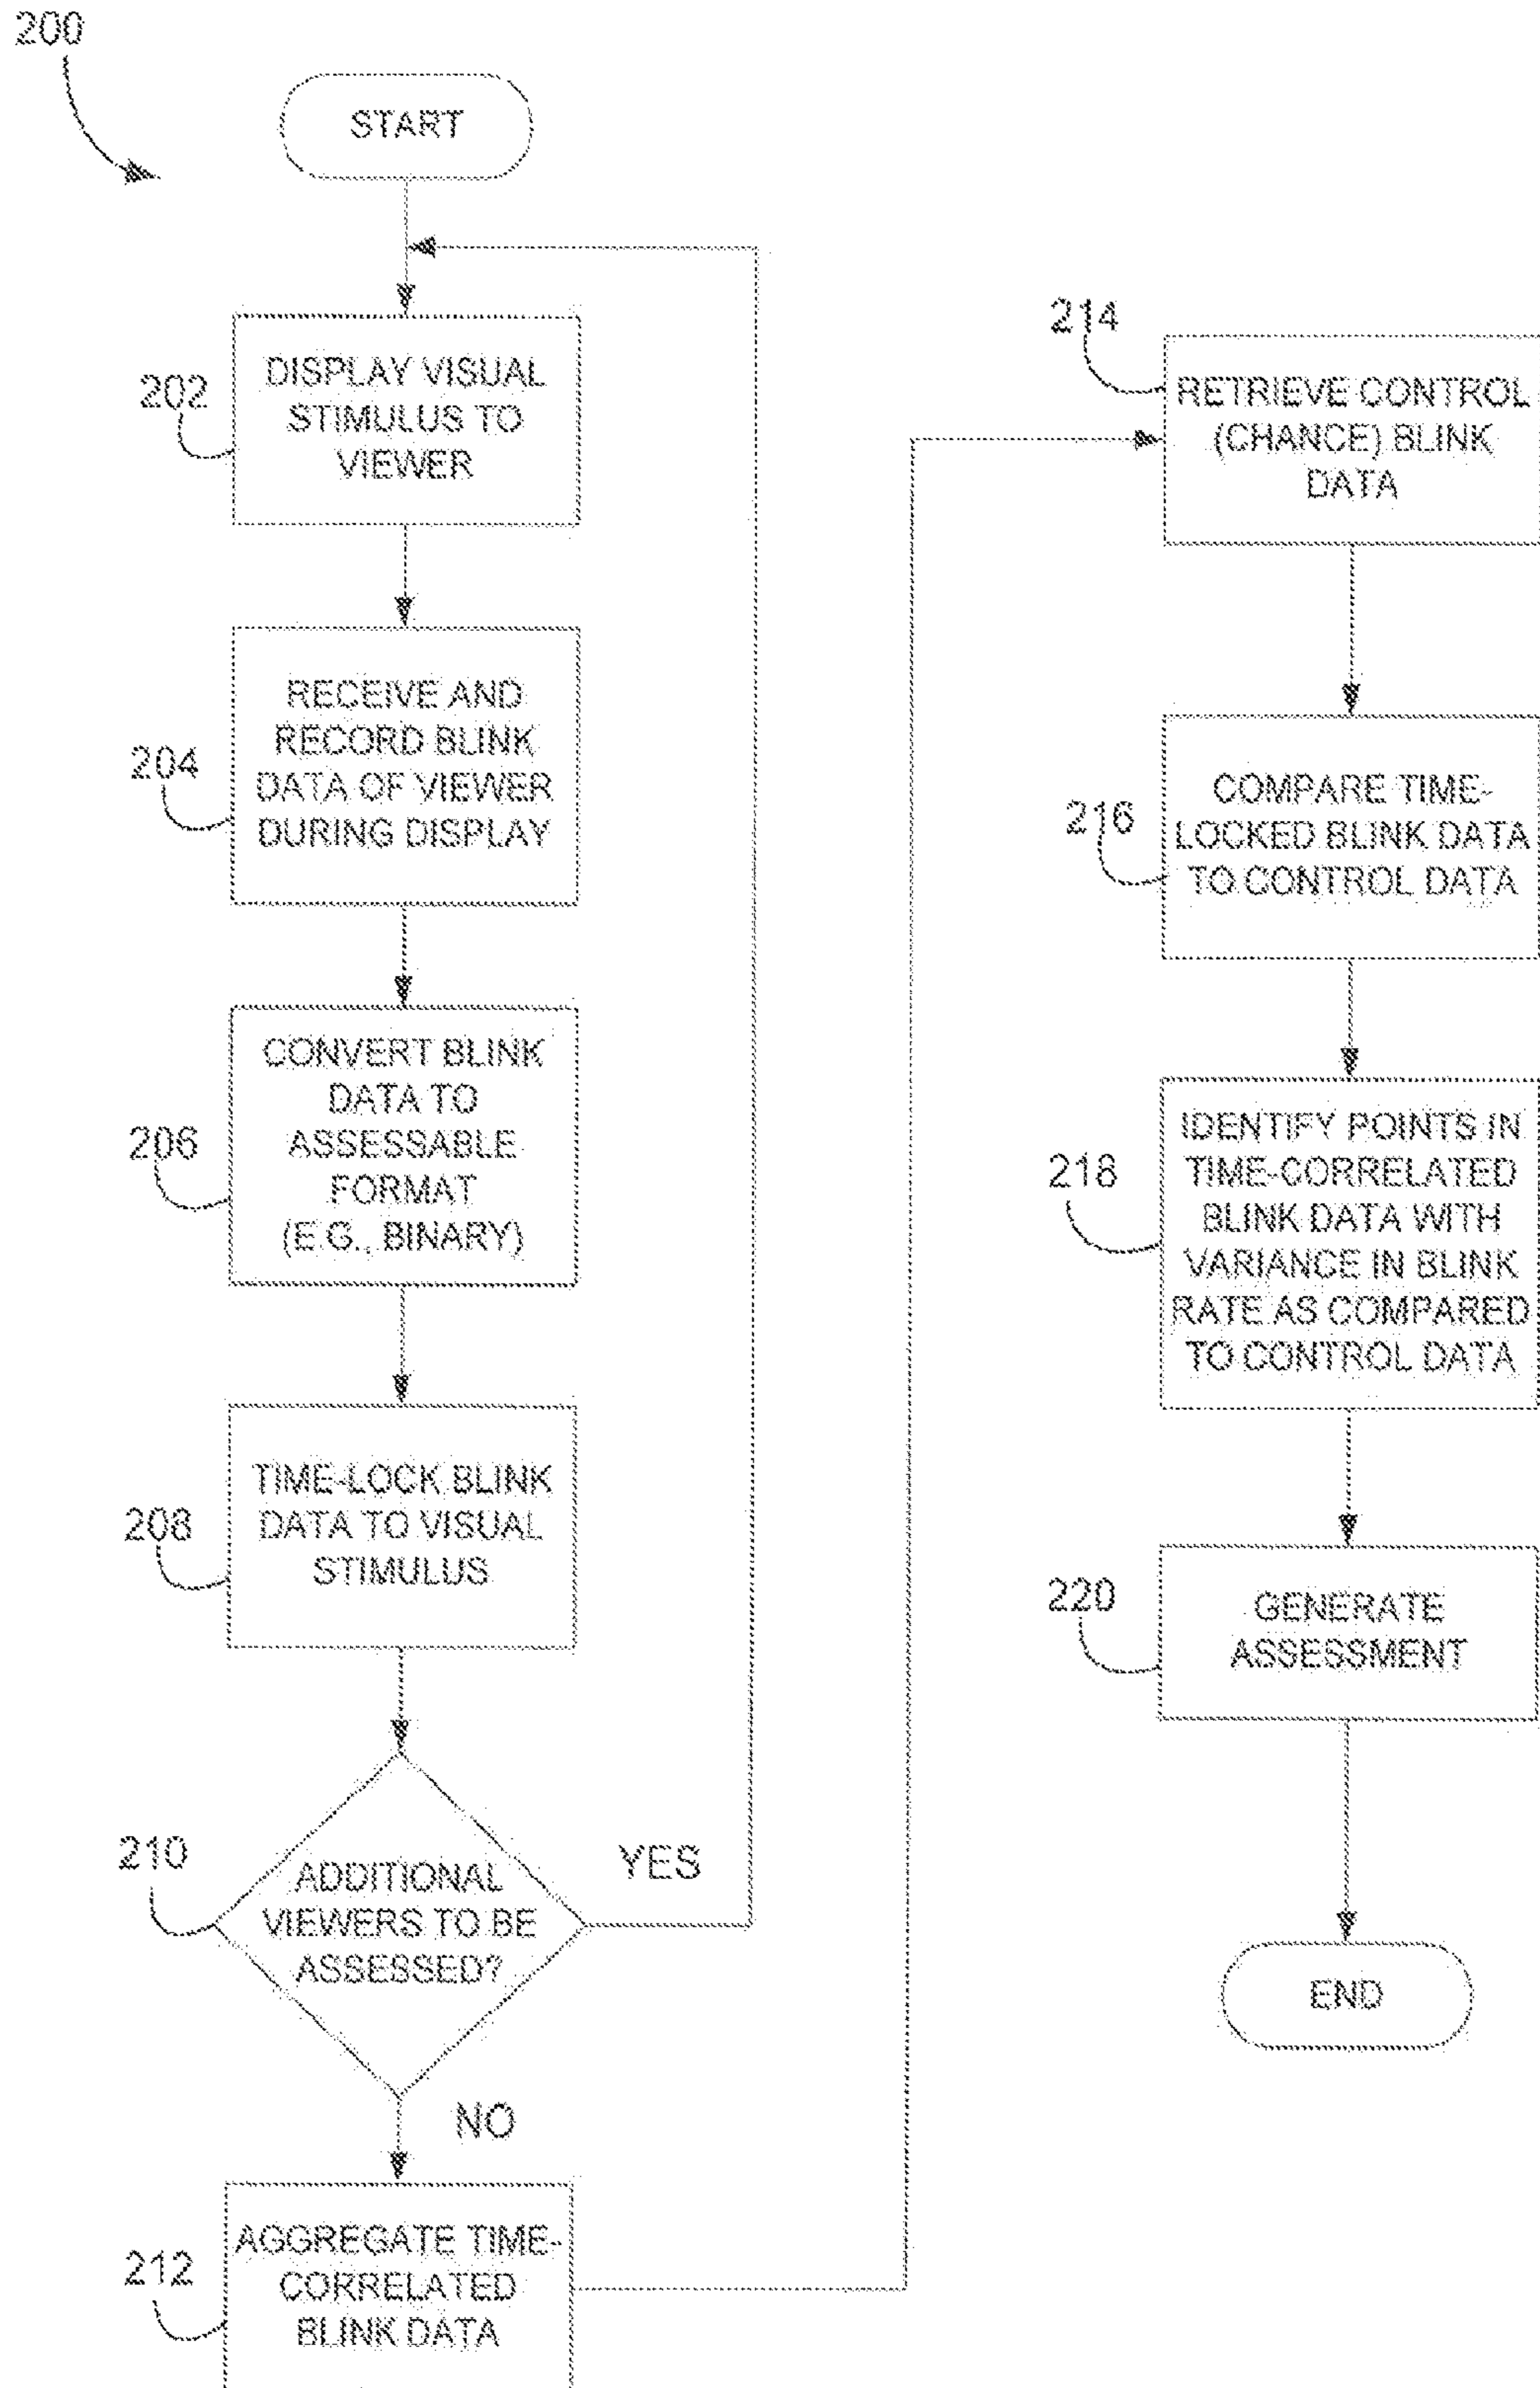 200
START
202
DISPLAY VISUAL
STIMULUS TO
VIEWER
204
RECEIVE AND
RECORD BLINK
DATA OF VIEWER
DURING DISPLAY
206
CONVERT BLINK
DATA TO
ASSESSABLE
FORMAT
(E.G., BINARY)
208
TIME-LOCK BLINK
DATA TO VISUAL
STIMULUS
210
ADDITIONAL
VIEWERS TO BE
ASSESSED?
YES
NO
212
AGGREGATE TIME-
CORRELATED
BLINK DATA
214
RETRIEVE CONTROL
(CHANCE) BLINK
DATA
216
COMPARE TIME-
LOCKED BLINK DATA
TO CONTROL DATA
218
IDENTIFY POINTS IN
TIME-CORRELATED
BLINK DATA WITH
VARIANCE IN BLINK
RATE AS COMPARED
TO CONTROL DATA
220
GENERATE
ASSESSMENT
END